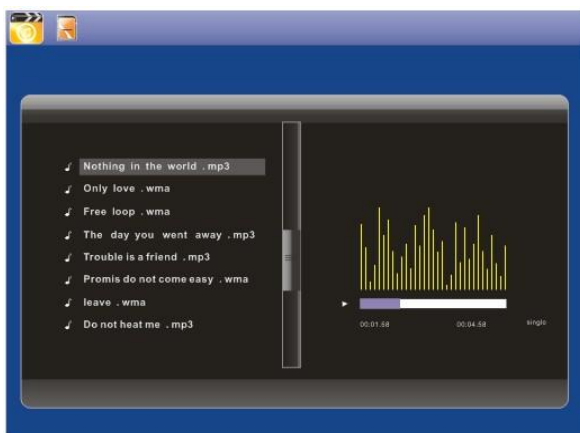 Nothing in the world .mp3
Only love .wma
Free loop .wma
The day you went away .mp3
Trouble is a friend .mp3
Promis do not come easy .wma
leave .wma
Do not heat me .mp3
00:01.58 00:04.58 single